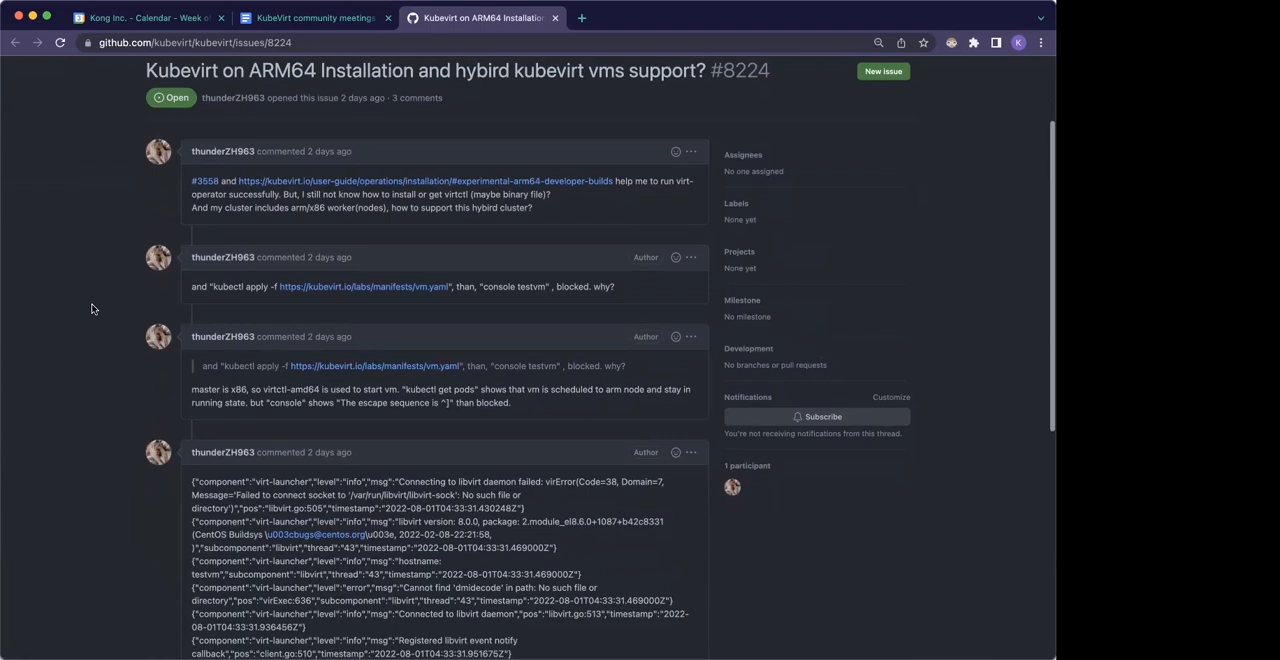 Kong Inc. - Calendar - Week of
KubeVirt community meetings
Kubevirt on ARM64 Installation
github.com/kubevirt/kubevirt/issues/8224
K
Kubevirt on ARM64 Installation and hybird kubevirt vms support? #8224
New issue
Open
thunderZH963 opened this issue 2 days ago · 3 comments
thunderZH963 commented 2 days ago
#3558 and https://kubevirt.io/user-guide/operations/installation/#experimental-arm64-developer-builds help me to run virt-
operator successfully. But, I still not know how to install or get virtctl (maybe binary file)?
And my cluster includes arm/x86 worker(nodes), how to support this hybird cluster?
thunderZH963 commented 2 days ago
Author
and "kubectl apply -f https://kubevirt.io/labs/manifests/vm.yaml", than, "console testvm" , blocked. why?
thunderZH963 commented 2 days ago
Author
and "kubectl apply -f https://kubevirt.io/labs/manifests/vm.yaml", than, "console testvm" , blocked. why?
master is x86, so virtctl-amd64 is used to start vm. "kubectl get pods" shows that vm is scheduled to arm node and stay in
running state. but "console" shows "The escape sequence is ^]" than blocked.
thunderZH963 commented 2 days ago
Author
{"component":"virt-launcher","level":"info","msg":"Connecting to libvirt daemon failed: virError(Code=38, Domain=7,
Message='Failed to connect socket to '/var/run/libvirt/libvirt-sock': No such file or
directory')","pos":"libvirt.go:505","timestamp":"2022-08-01T04:33:31.430248Z"}
{"component":"virt-launcher","level":"info","msg":"libvirt version: 8.0.0, package: 2.module_el8.6.0+1087+b42c8331
(CentOS Buildsys \u003cbugs@centos.org\u003e, 2022-02-08-22:21:58,
)","subcomponent":"libvirt","thread":"43","timestamp":"2022-08-01T04:33:31.469000Z"}
{"component":"virt-launcher","level":"info","msg":"hostname:
testvm","subcomponent":"libvirt","thread":"43","timestamp":"2022-08-01T04:33:31.469000Z"}
{"component":"virt-launcher","level":"error","msg":"Cannot find 'dmidecode' in path: No such file or
directory","pos":"virExec:636","subcomponent":"libvirt","thread":"43","timestamp":"2022-08-01T04:33:31.469000Z"}
{"component":"virt-launcher","level":"info","msg":"Connected to libvirt daemon","pos":"libvirt.go:513","timestamp":"2022-
08-01T04:33:31.936456Z"}
{"component":"virt-launcher","level":"info","msg":"Registered libvirt event notify
callback","pos":"client.go:510","timestamp":"2022-08-01T04:33:31.951675Z"}
Assignees
No one assigned
Labels
None yet
Projects
None yet
Milestone
No milestone
Development
No branches or pull requests
Notifications
Customize
Subscribe
You're not receiving notifications from this thread.
1 participant